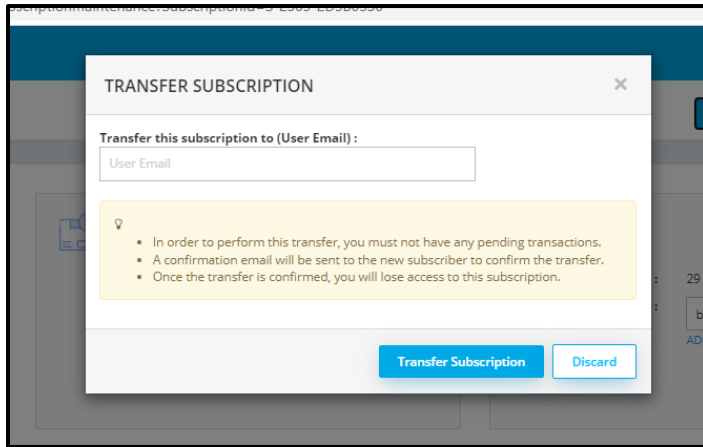 TRANSFER SUBSCRIPTION
×
Transfer this subscription to (User Email) :
User Email
• In order to perform this transfer, you must not have any pending transactions.
• A confirmation email will be sent to the new subscriber to confirm the transfer.
• Once the transfer is confirmed, you will lose access to this subscription.
: 29
:
b
AD
Transfer Subscription
Discard